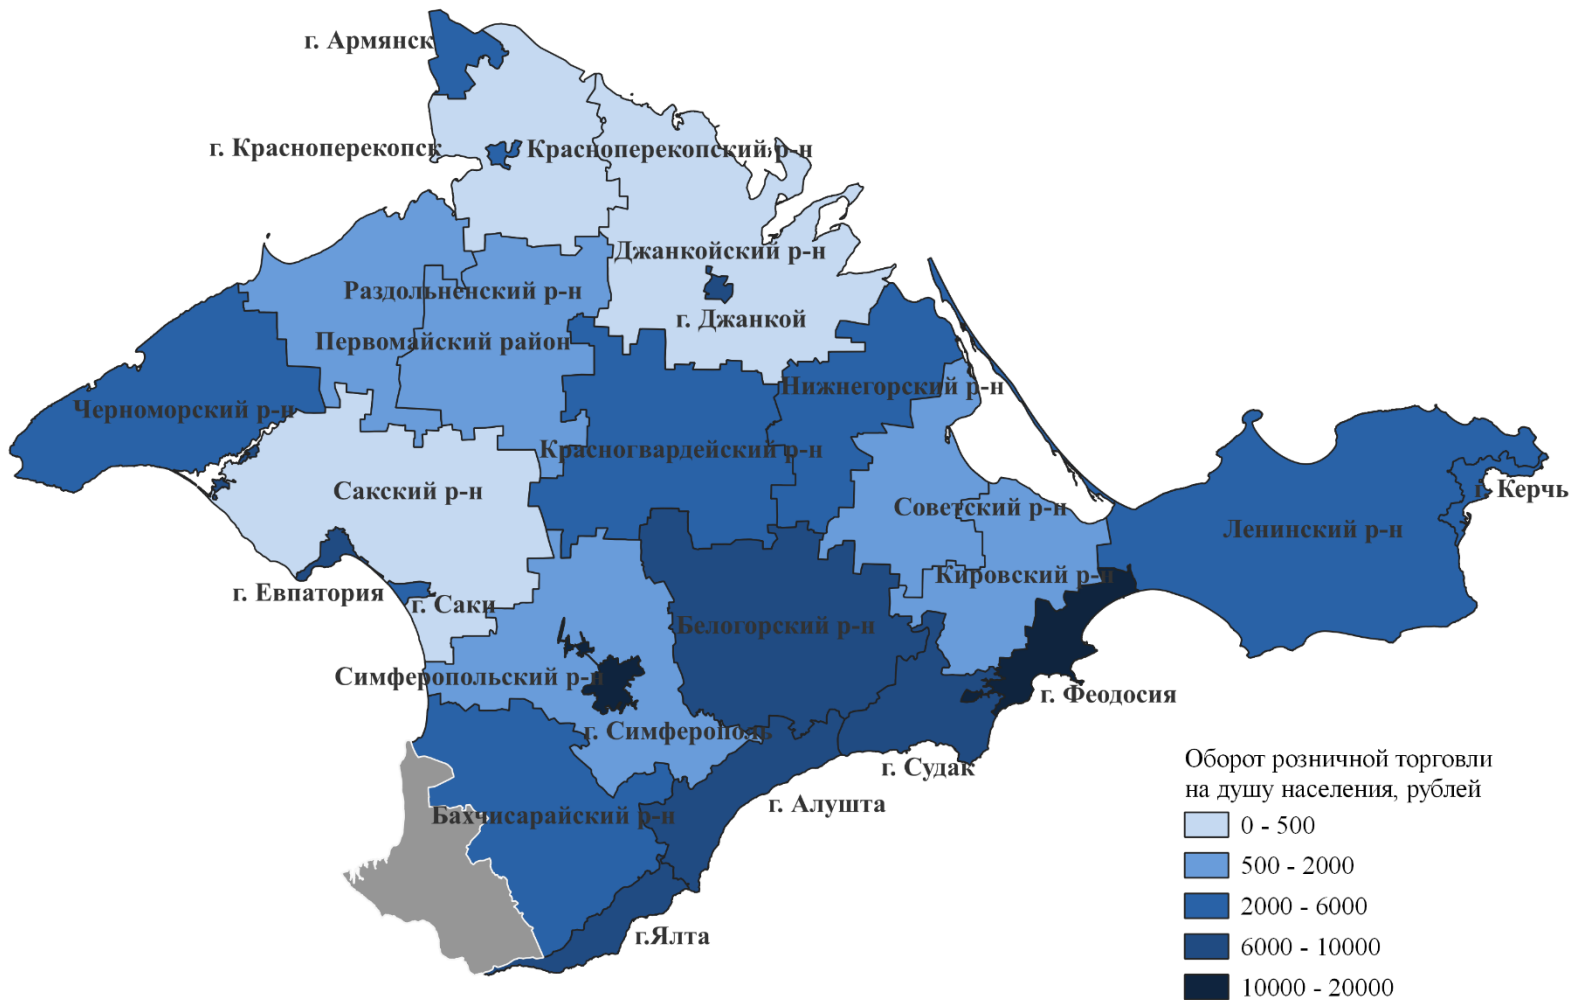 г. Армянск
г. Красноперекопск
Красноперекопский р-н
Джанкойский р-н
Раздольненский р-н
г. Джанкой
Первомайский район
Нижнегорский р-н
Черноморский р-н
Красногвардейский р-н
Сакский р-н
г. Керчь
Советский р-н
Ленинский р-н
Кировский р-н
г. Евпатория
г. Саки
Белогорский р-н
Симферопольский р-н
г. Феодосия
г. Симферополь
г. Судак
г. Алушта
Бахчисарайский р-н
г.Ялта
Оборот розничной торговли
на душу населения, рублей
0 - 500
500 - 2000
2000 - 6000
6000 - 10000
10000 - 20000